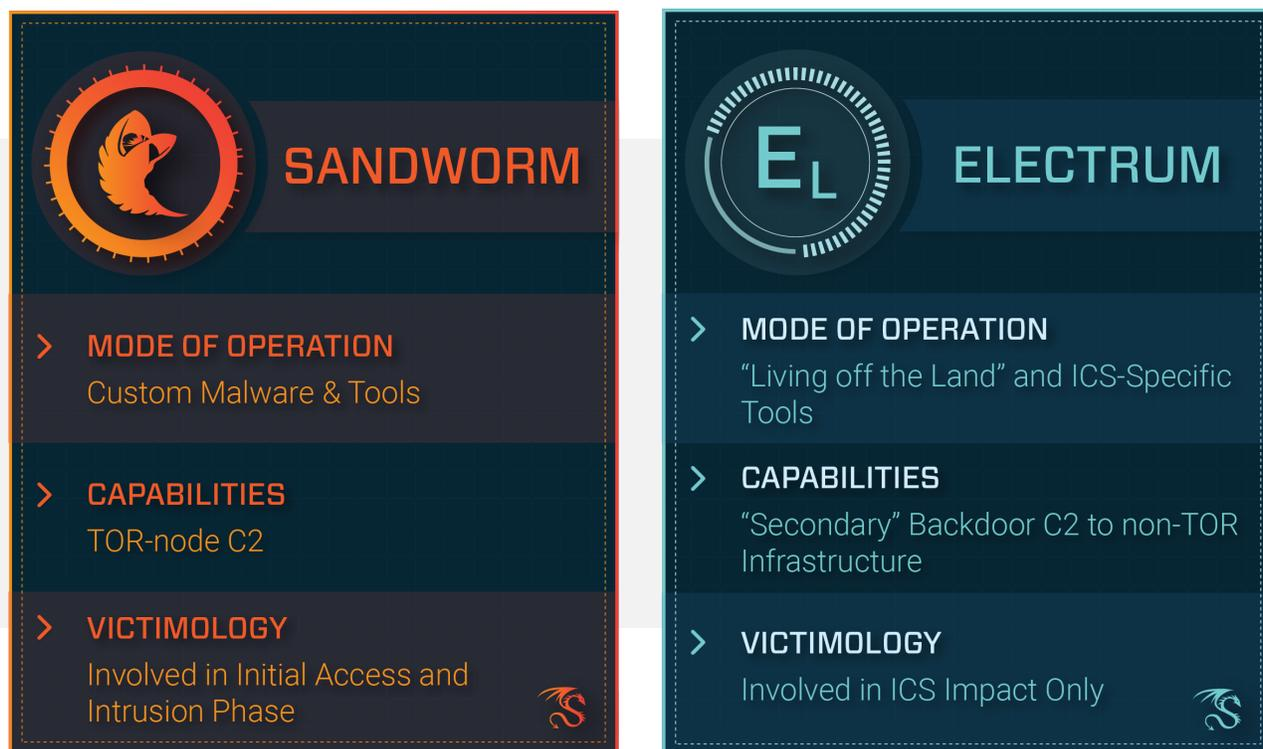 SANDWORM
MODE OF OPERATION
Custom Malware & Tools
CAPABILITIES
TOR-node C2
VICTIMOLOGY
Involved in Initial Access and
Intrusion Phase
EL
ELECTRUM
MODE OF OPERATION
“Living off the Land” and ICS-Specific
Tools
CAPABILITIES
“Secondary” Backdoor C2 to non-TOR
Infrastructure
VICTIMOLOGY
Involved in ICS Impact Only